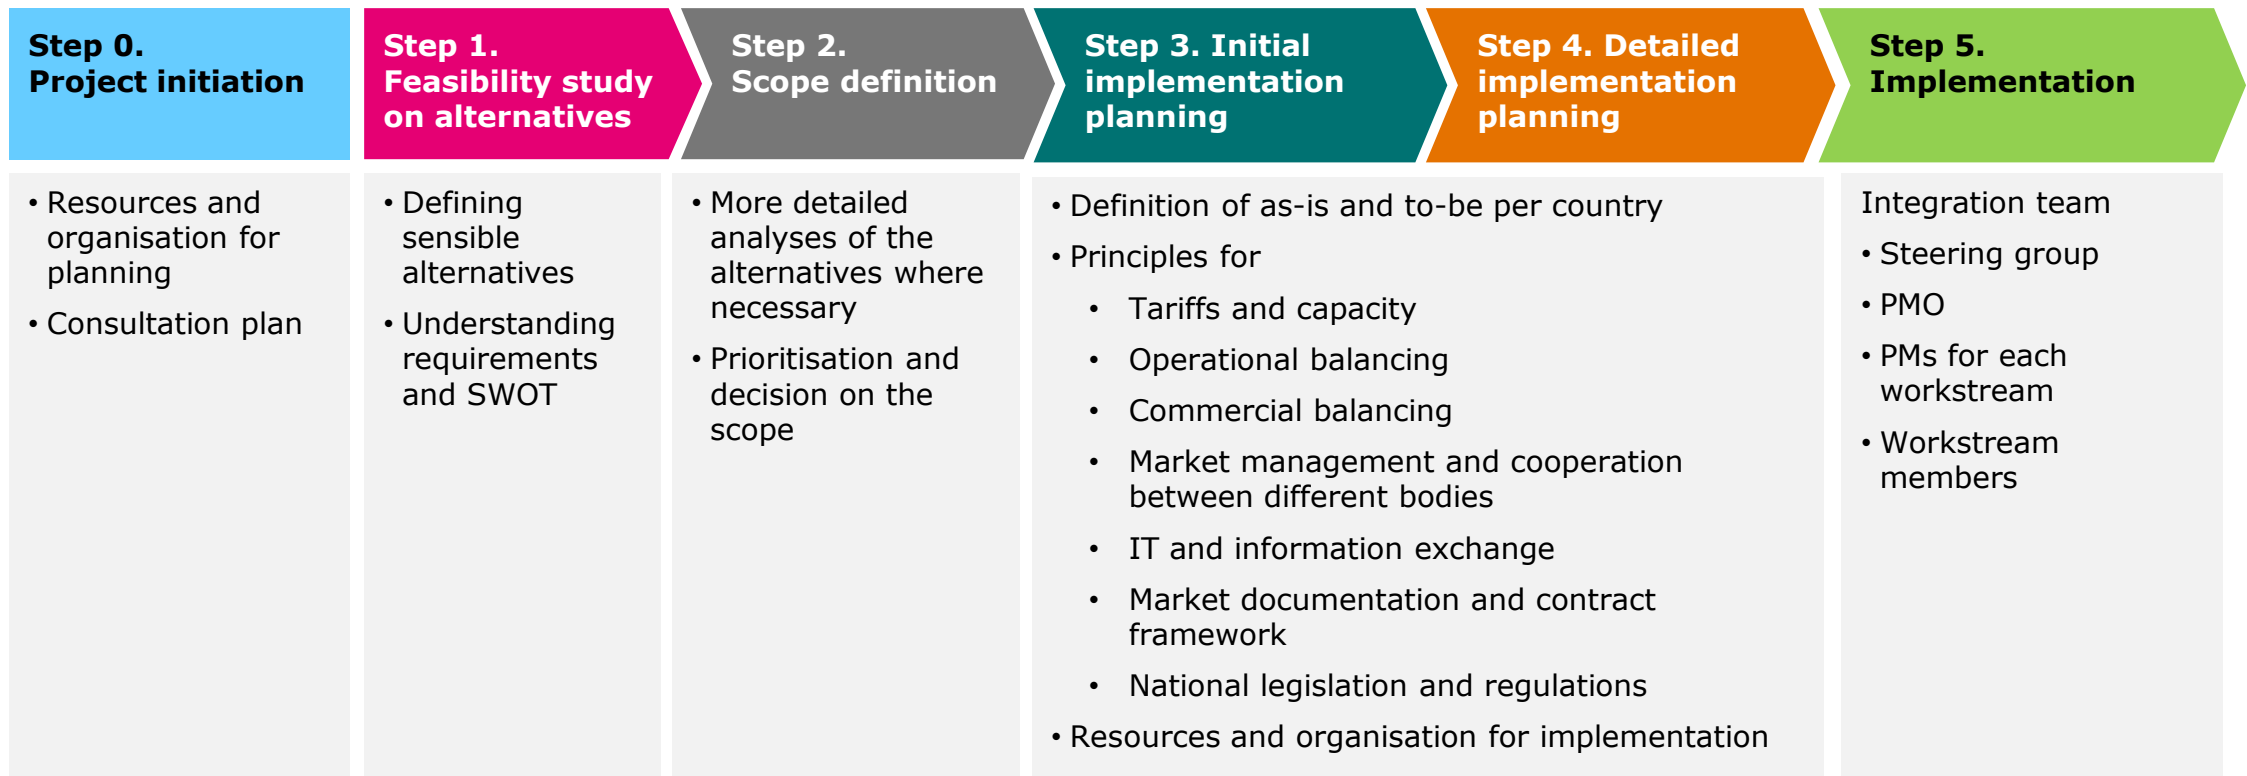 Step 0.
Project initiation
Step 1.
Feasibility study
on alternatives
Step 2.
Scope definition
Step 3. Initial
implementation
planning
Step 4. Detailed
implementation
planning
Step 5.
Implementation
• Resources and
organisation for
planning
• Consultation plan
• Defining
sensible
alternatives
• Understanding
requirements
and SWOT
• More detailed
analyses of the
alternatives where
necessary
• Prioritisation and
decision on the
scope
• Definition of as-is and to-be per country
• Principles for
• Tariffs and capacity
• Operational balancing
• Commercial balancing
• Market management and cooperation
between different bodies
• IT and information exchange
• Market documentation and contract
framework
• National legislation and regulations
• Resources and organisation for implementation
Integration team
• Steering group
• PMO
• PMs for each
workstream
• Workstream
members